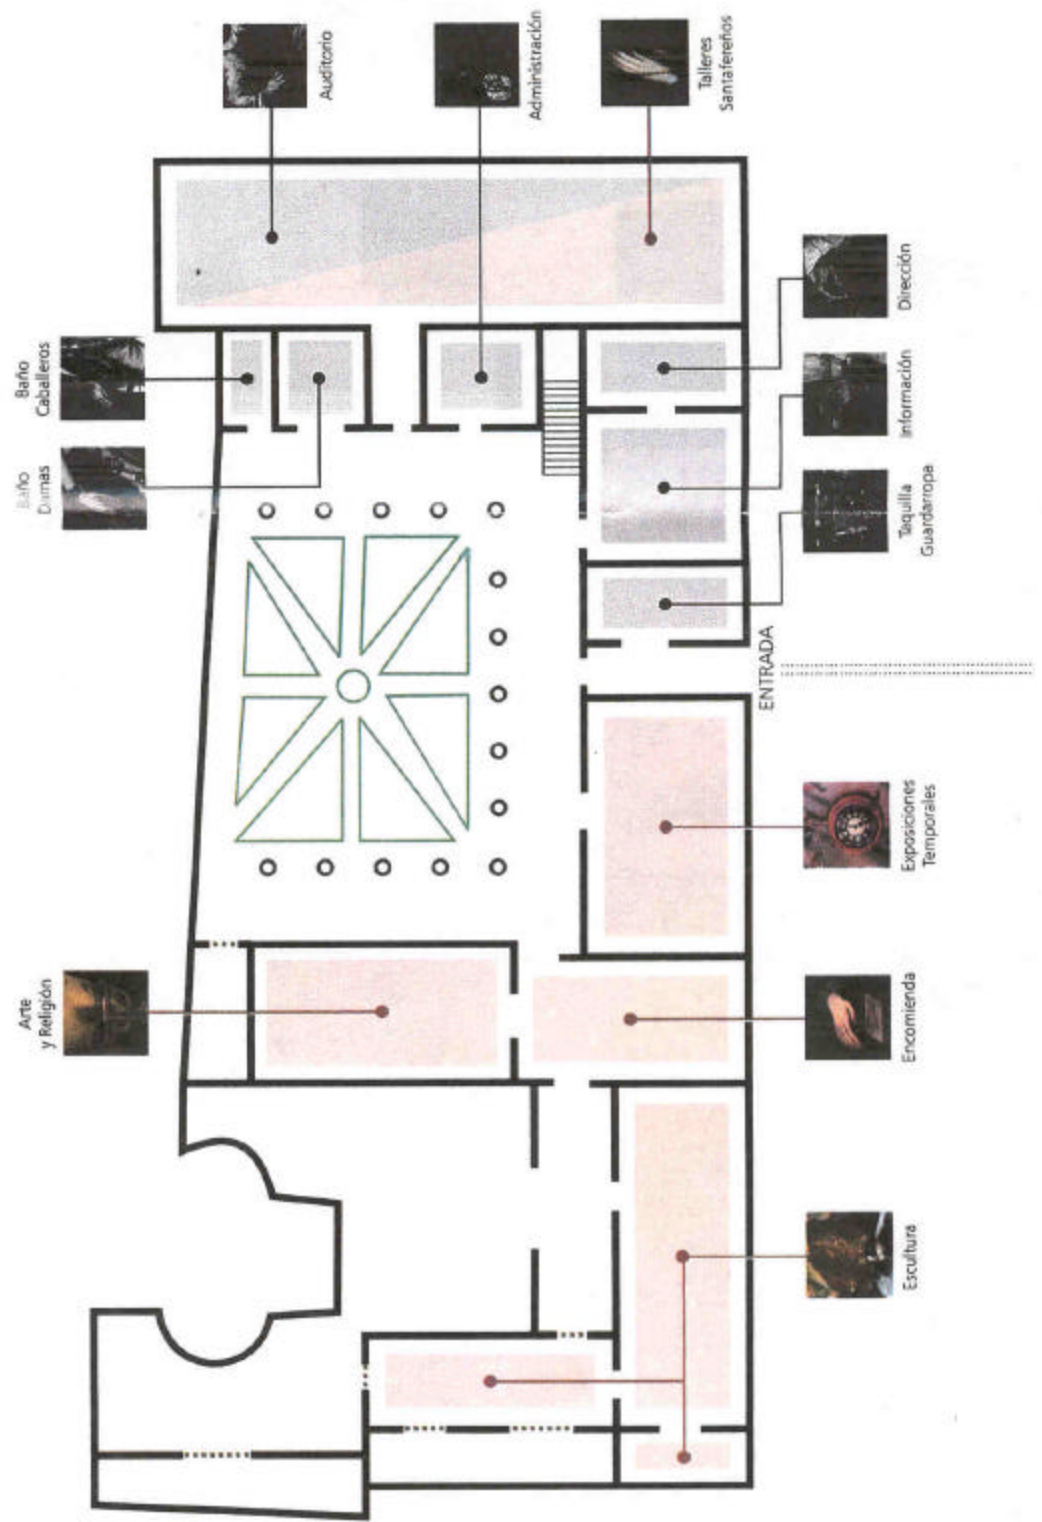 Auditorio
Administración
Talleres
Santafereños
Baño
Caballeros
Baño
Damas
Dirección
Información
Taquilla
Guardarropa
ENTRADA
Exposiciones
Temporales
Arte
y Religión
Encomienda
Escultura